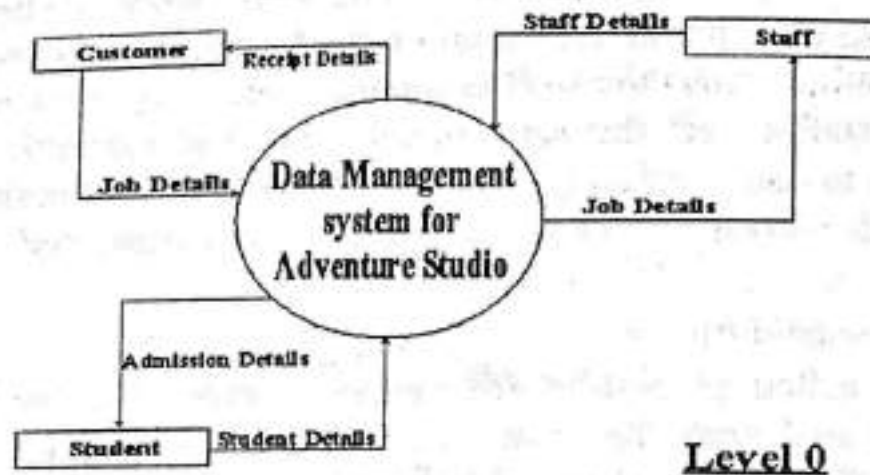 Staff Details
Customer
Staff
Receipt Details
Job Details
Data Management
system for
Adventure Studio
Job Details
Admission Details
Student
Student Details
Level 0